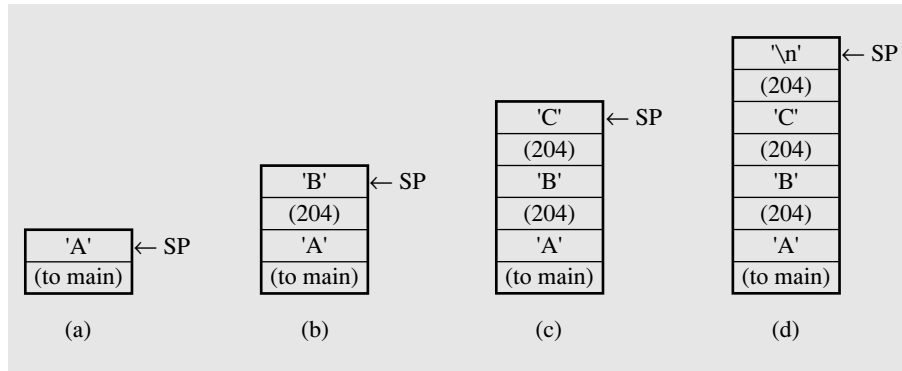 'A' ← SP
(to main)
(a)
'B' ← SP
(204)
'A'
(to main)
(b)
'C' ← SP
(204)
'B'
(204)
'A'
(to main)
(c)
'\n' ← SP
(204)
'C'
(204)
'B'
(204)
'A'
(to main)
(d)